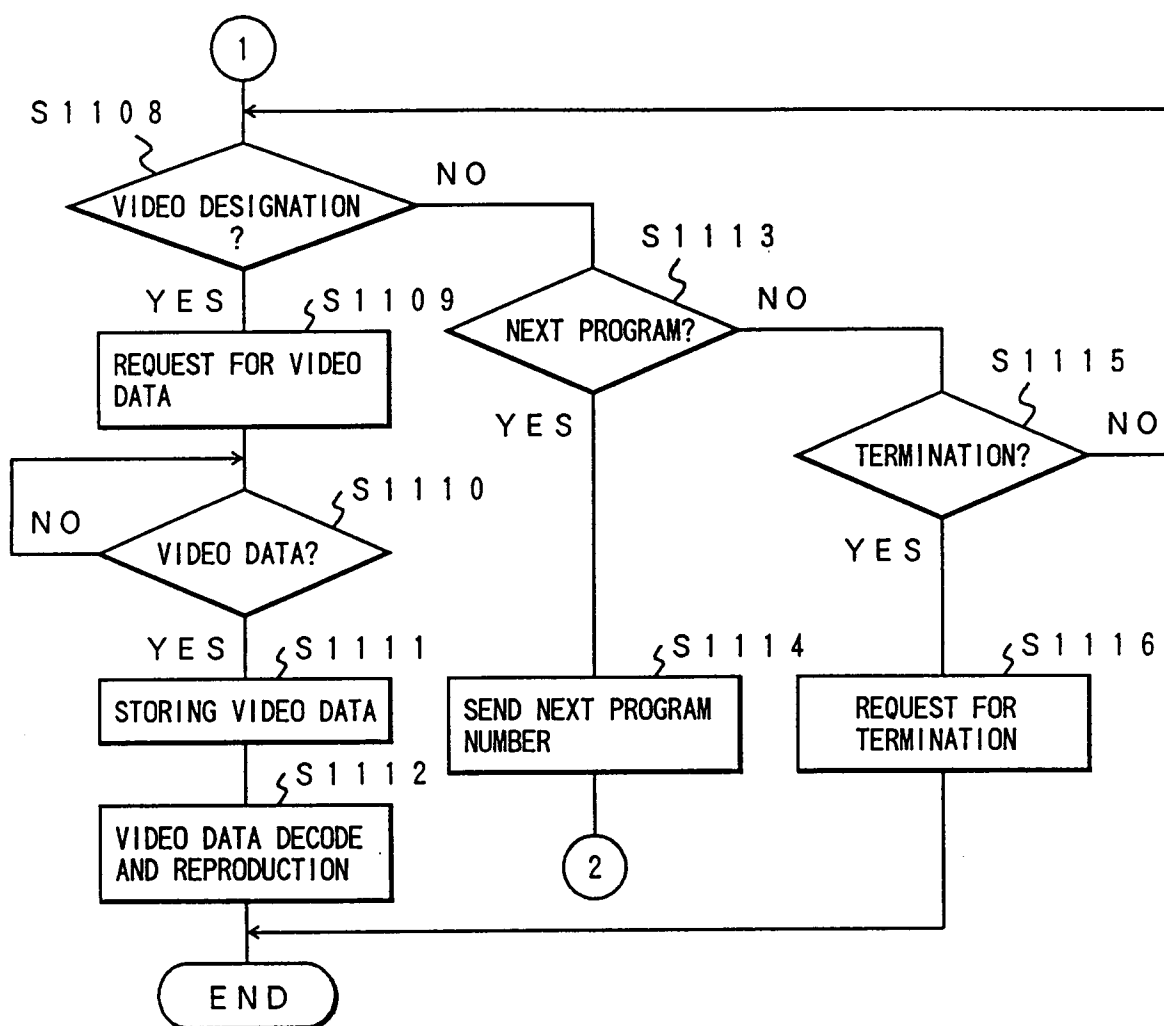 1
S1108
NO
VIDEO DESIGNATION
?
YES
S1109
REQUEST FOR VIDEO
DATA
S1110
NO
VIDEO DATA?
YES
S1111
STORING VIDEO DATA
S1112
VIDEO DATA DECODE
AND REPRODUCTION
END
S1113
NEXT PROGRAM?
NO
YES
S1114
SEND NEXT PROGRAM
NUMBER
2
S1115
TERMINATION?
NO
YES
S1116
REQUEST FOR
TERMINATION